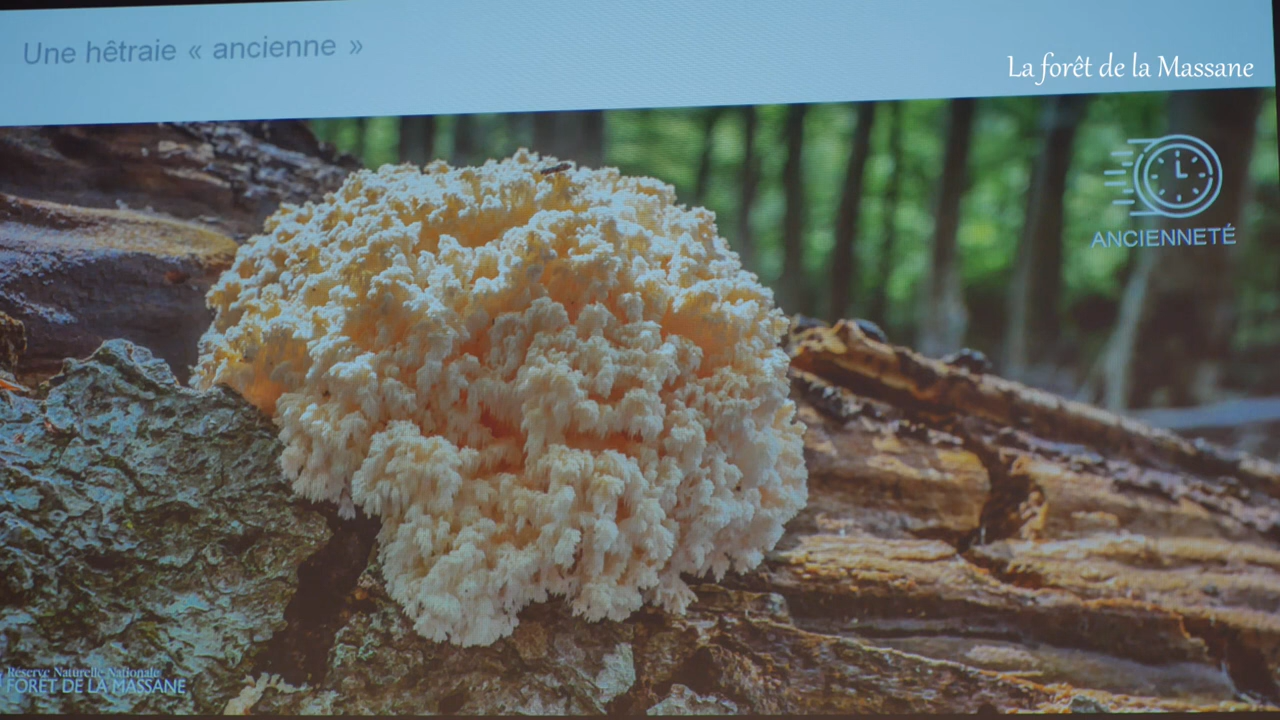 Une hêtraie « ancienne »
La forêt de la Massane
ANCIENNETÉ
Réserve Naturelle Nationale
FORÊT DE LA MASSANE